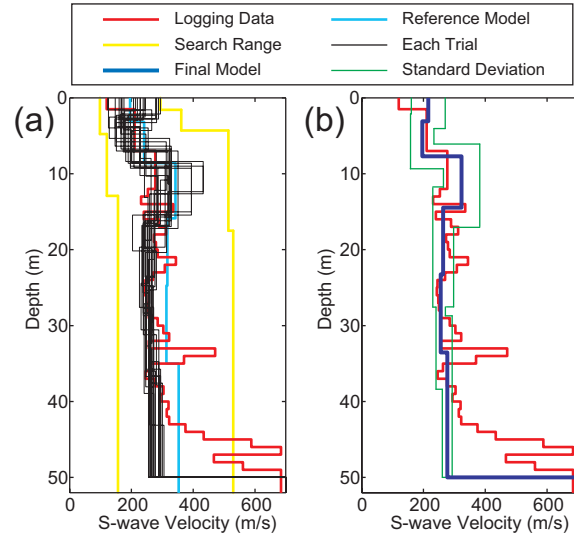 Logging Data
Reference Model
Search Range
Each Trial
Final Model
Standard Deviation
(a)
(b)
0
10
20
30
40
50
Depth (m)
0 200 400 600
S-wave Velocity (m/s)
0
10
20
30
40
50
Depth (m)
0 200 400 600
S-wave Velocity (m/s)